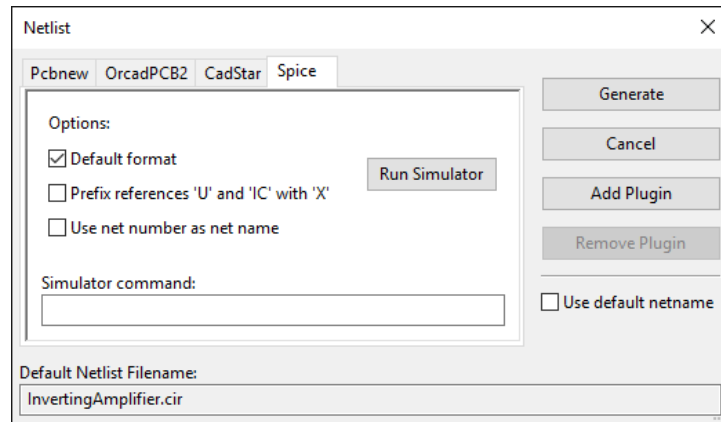 Netlist
Pcbnew OrcadPCB2 CadStar Spice
Generate
Options:
Cancel
Default format
Run Simulator
Prefix references 'U' and 'IC' with 'X'
Add Plugin
Use net number as net name
Remove Plugin
Simulator command:
Use default netname
Default Netlist Filename:
InvertingAmplifier.cir